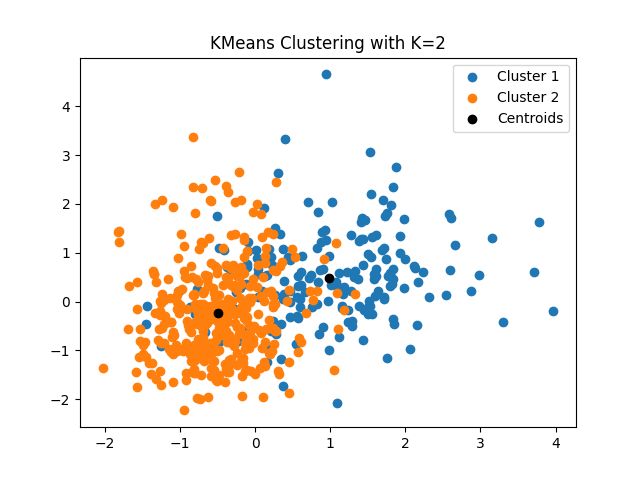 KMeans Clustering with K=2
Cluster 1
Cluster 2
Centroids
4
3
2
1
0
−1
−2
−2 −1 0 1 2 3 4